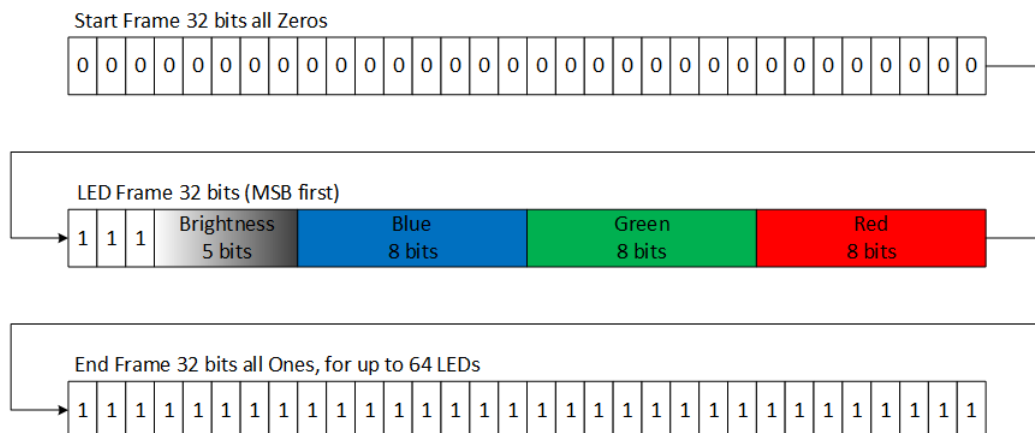 Start Frame 32 bits all Zeros
0 0 0 0 0 0 0 0 0 0 0 0 0 0 0 0 0 0 0 0 0 0 0 0 0 0 0 0 0 0 0 0
LED Frame 32 bits (MSB first)
1 1 1 Brightness Blue Green Red
5 bits 8 bits 8 bits 8 bits
End Frame 32 bits all Ones, for up to 64 LEDs
1 1 1 1 1 1 1 1 1 1 1 1 1 1 1 1 1 1 1 1 1 1 1 1 1 1 1 1 1 1 1 1